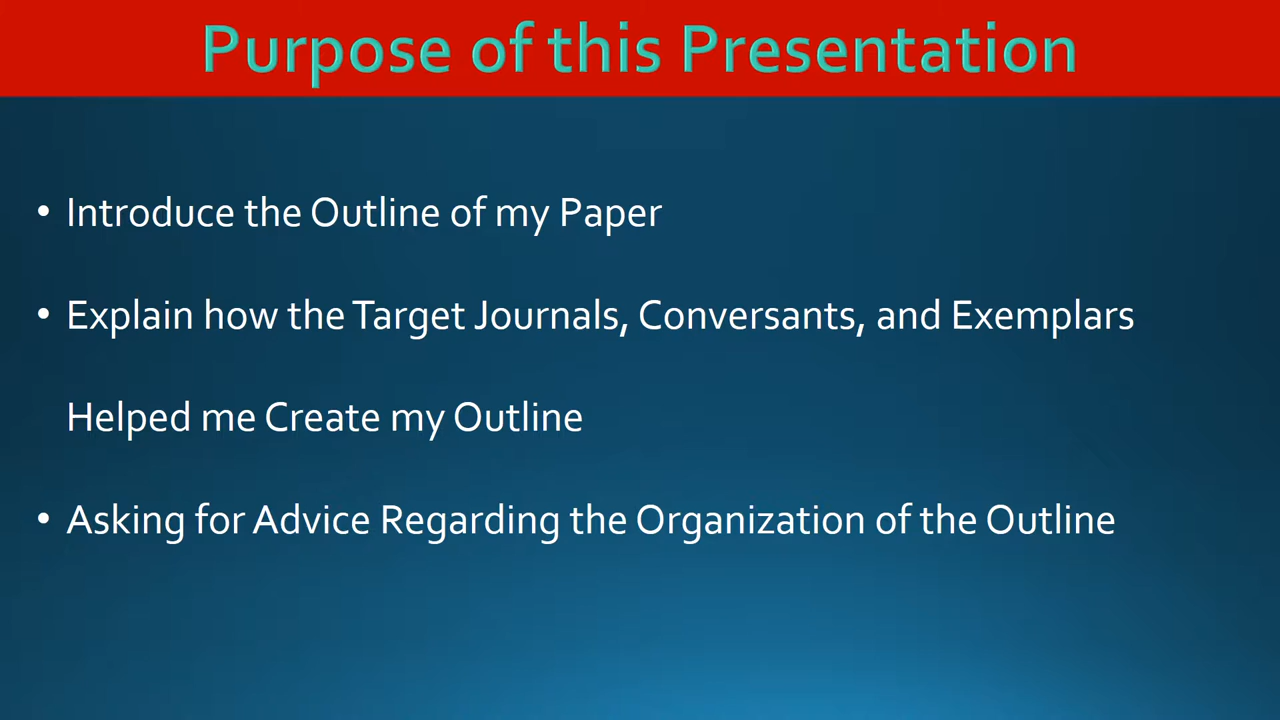 Purpose of this Presentation
• Introduce the Outline of my Paper
• Explain how the Target Journals, Conversants, and Exemplars
Helped me Create my Outline
• Asking for Advice Regarding the Organization of the Outline